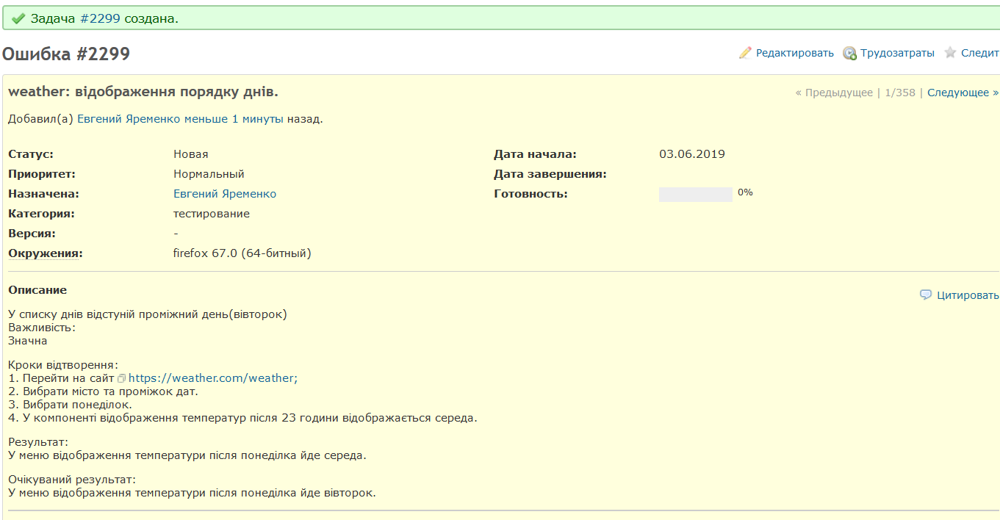 Задача #2299 создана.
Ошибка #2299
Редактировать Трудозатраты Следит
weather: відображення порядку днів.
« Предыдущее | 1/358 | Следующее »
Добавил(а) Евгений Яременко меньше 1 минуты назад.
Статус: Новая Дата начала: 03.06.2019
Приоритет: Нормальный Дата завершения:
Назначена: Евгений Яременко Готовность: 0%
Категория: тестирование
Версия: -
Окружения: firefox 67.0 (64-битный)
Описание
Цитировать
У списку днів відстуній проміжний день(вівторок)
Важливість:
Значна
Кроки відтворення:
1. Перейти на сайт https://weather.com/weather;
2. Вибрати місто та проміжок дат.
3. Вибрати понеділок.
4. У компоненті відображення температур після 23 години відображається середа.
Результат:
У меню відображення температури після понеділка йде середа.
Очікуваний результат:
У меню відображення температури після понеділка йде вівторок.